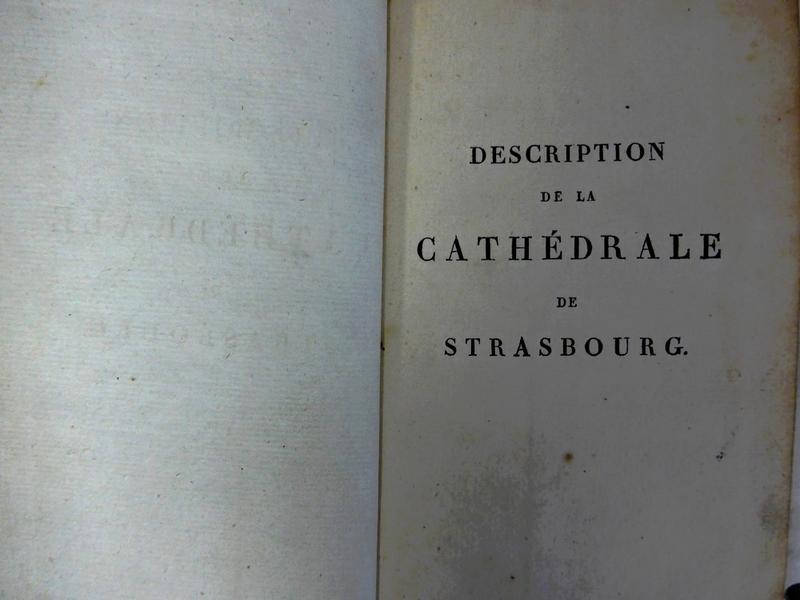 DESCRIPTION
DE LA
CATHÉDRALE
DE
STRASBOURG.